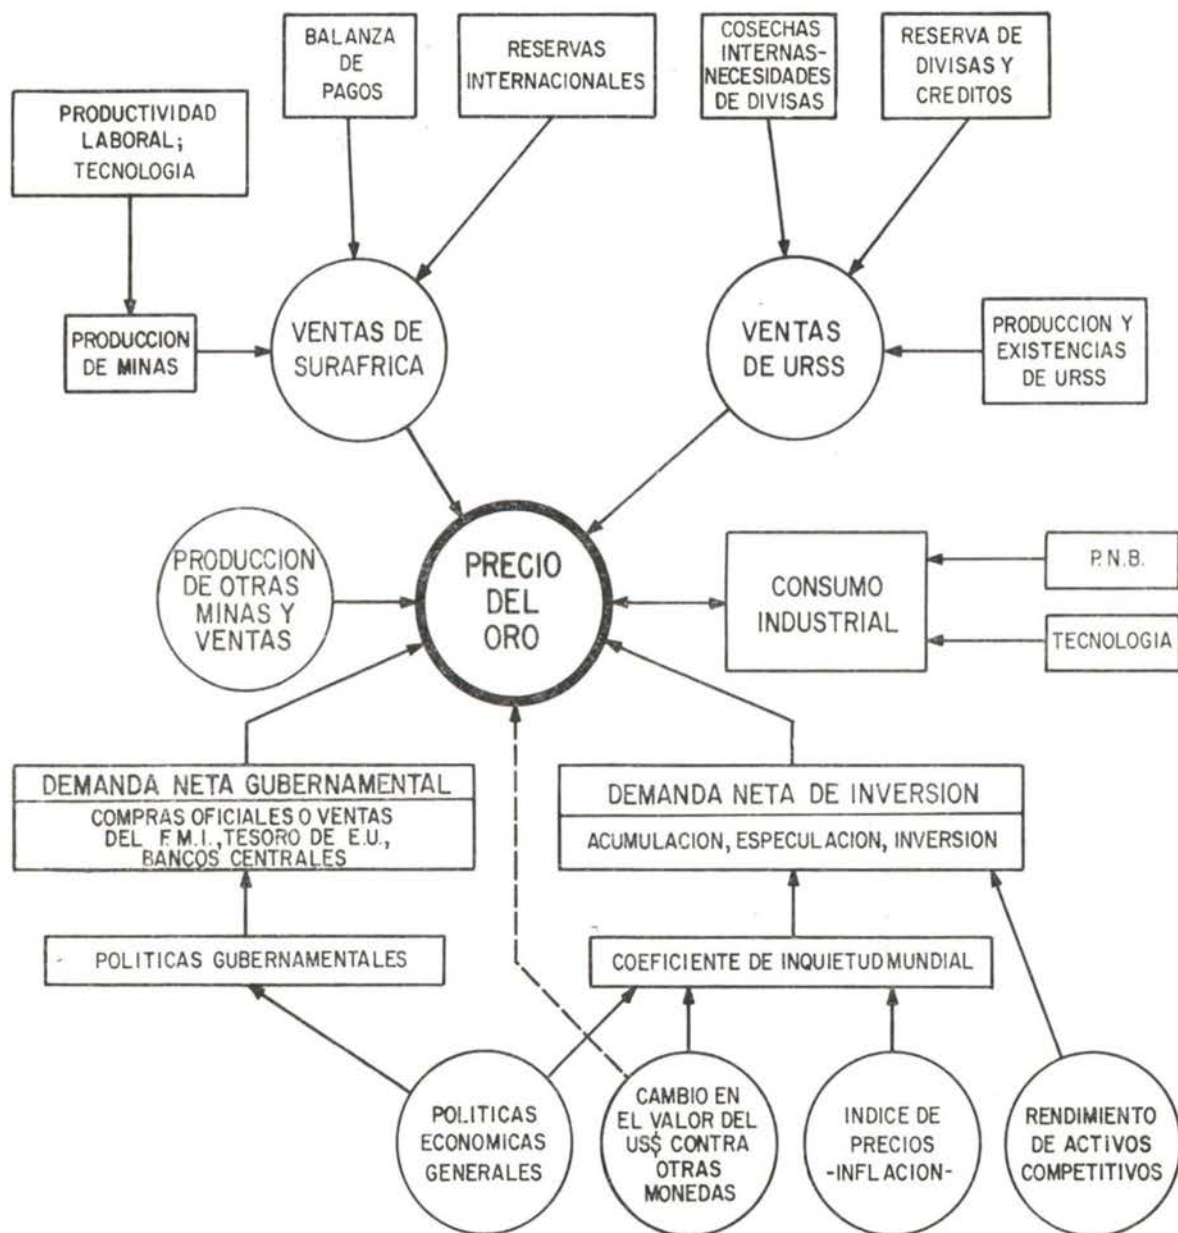 BALANZA
DE
PAGOS
RESERVAS
INTERNACIONALES
COSECHAS
INTERNAS-
NECESIDADES
DE DIVISAS
RESERVA DE
DIVISAS Y
CREDITOS
PRODUCTIVIDAD
LABORAL;
TECNOLOGIA
PRODUCCION
DE MINAS
VENTAS DE
SURAFRICA
VENTAS
DE URSS
PRODUCCION Y
EXISTENCIAS
DE URSS
PRODUCCION
DE OTRAS
MINAS Y
VENTAS
PRECIO
DEL
ORO
CONSUMO
INDUSTRIAL
P.N.B.
TECNOLOGIA
DEMANDA NETA GUBERNAMENTAL
COMPRAS OFICIALES O VENTAS
DEL F.M.I., TESORO DE E.U.,
BANCOS CENTRALES
DEMANDA NETA DE INVERSION
ACUMULACION, ESPECULACION, INVERSION
POLITICAS GUBERNAMENTALES
COEFICIENTE DE INQUIETUD MUNDIAL
POLITICAS
ECONOMICAS
GENERALES
CAMBIO EN
EL VALOR DEL
US$ CONTRA
OTRAS
MONEDAS
INDICE DE
PRECIOS
-INFLACION-
RENDIMIENTO
DE ACTIVOS
COMPETITIVOS